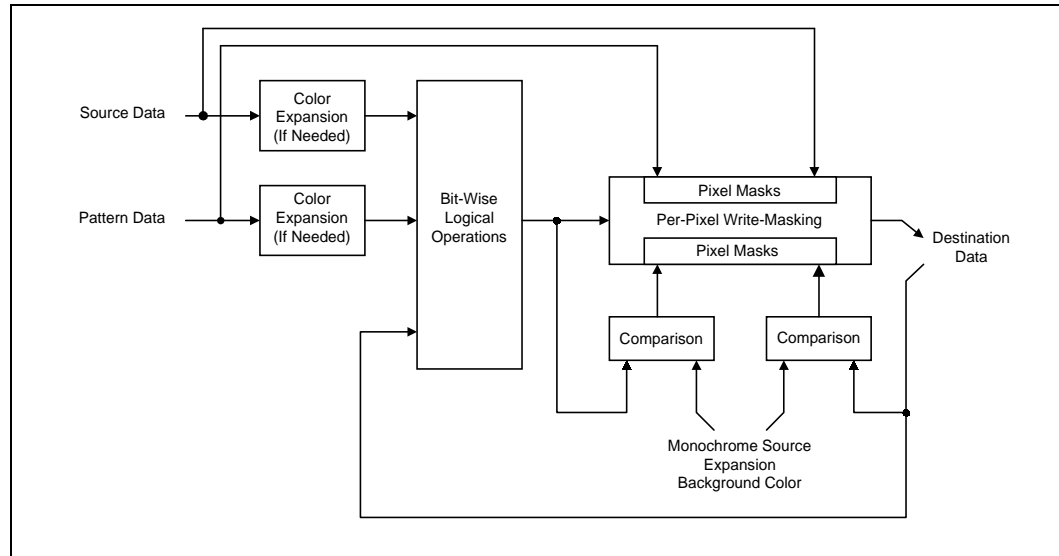 Source Data
Color
Expansion
(If Needed)
Pattern Data
Color
Expansion
(If Needed)
Bit-Wise
Logical
Operations
Pixel Masks
Per-Pixel Write-Masking
Pixel Masks
Destination
Data
Comparison
Comparison
Monochrome Source
Expansion
Background Color